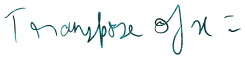 Transpose of x =